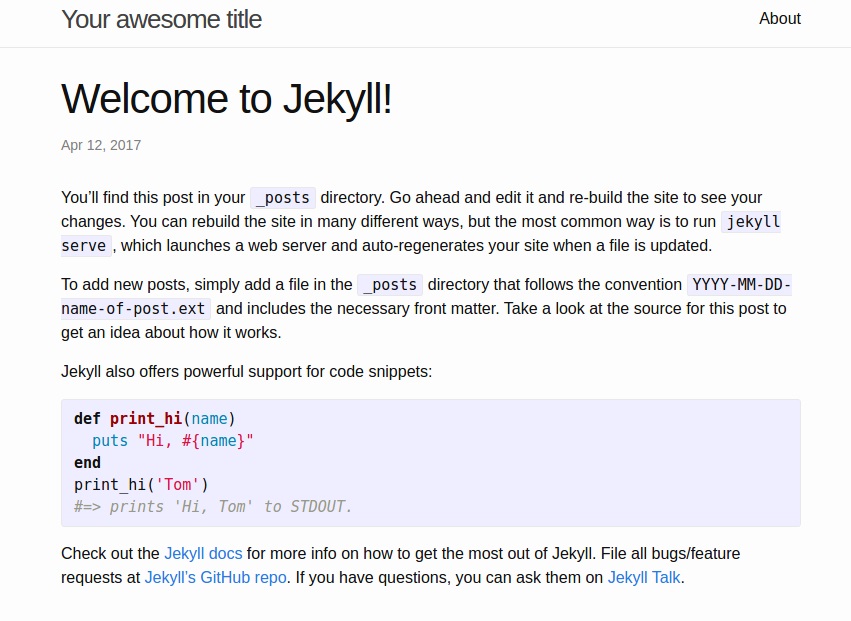 Your awesome title
About
Welcome to Jekyll!
Apr 12, 2017
You’ll find this post in your _posts directory. Go ahead and edit it and re-build the site to see your
changes. You can rebuild the site in many different ways, but the most common way is to run jekyll
serve , which launches a web server and auto-regenerates your site when a file is updated.
To add new posts, simply add a file in the _posts directory that follows the convention YYYY-MM-DD-
name-of-post.ext and includes the necessary front matter. Take a look at the source for this post to
get an idea about how it works.
Jekyll also offers powerful support for code snippets:
def print_hi(name)
  puts "Hi, #{name}"
end
print_hi('Tom')
#=> prints 'Hi, Tom' to STDOUT.
Check out the Jekyll docs for more info on how to get the most out of Jekyll. File all bugs/feature
requests at Jekyll’s GitHub repo. If you have questions, you can ask them on Jekyll Talk.